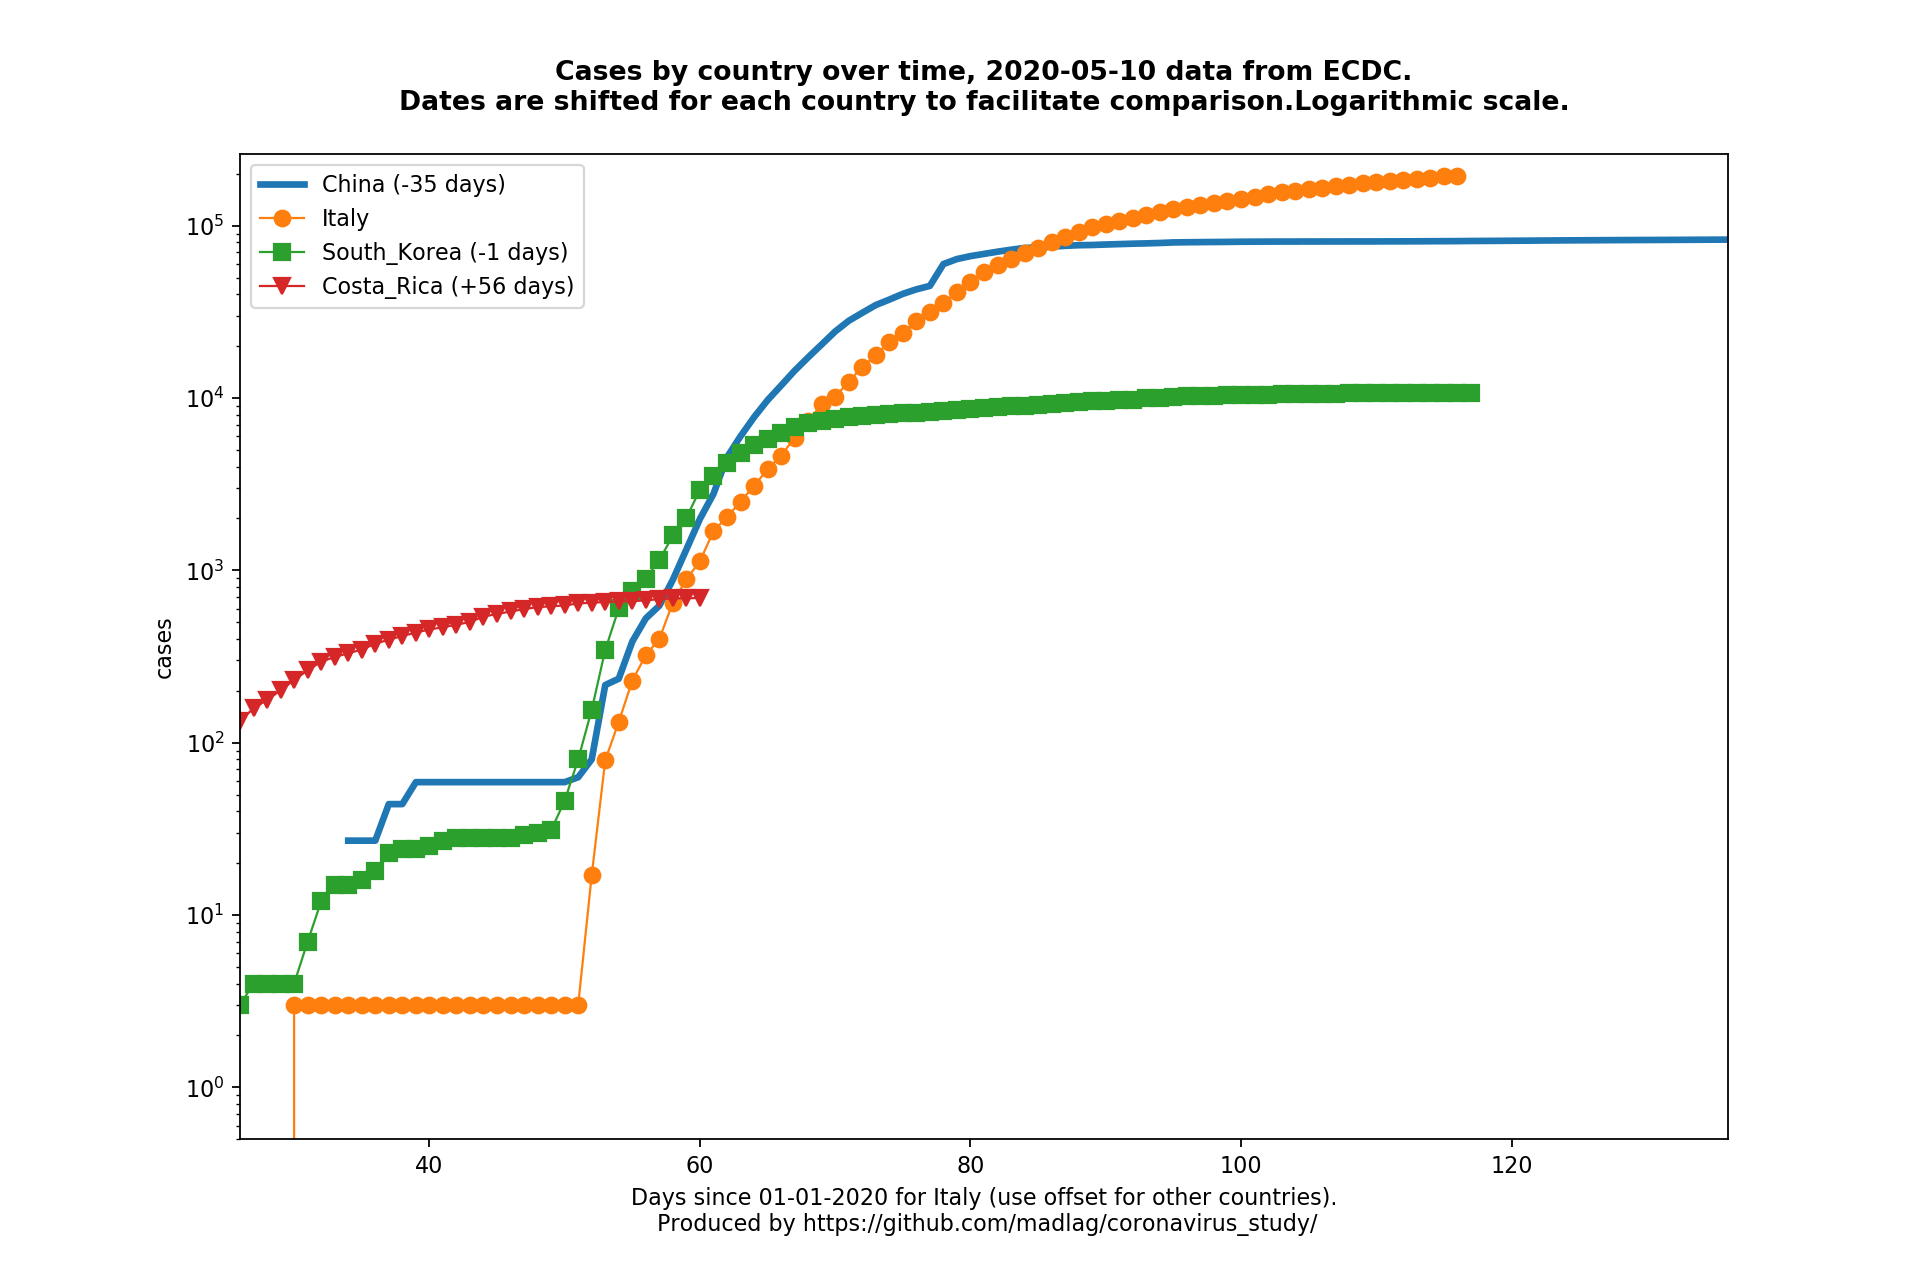 Cases by country over time, 2020-05-10 data from ECDC.
Dates are shifted for each country to facilitate comparison.Logarithmic scale.
China (-35 days)
Italy
South_Korea (-1 days)
Costa_Rica (+56 days)
10⁵
10⁴
10³
10²
10¹
10⁰
cases
40
60
80
100
120
Days since 01-01-2020 for Italy (use offset for other countries).
Produced by https://github.com/madlag/coronavirus_study/